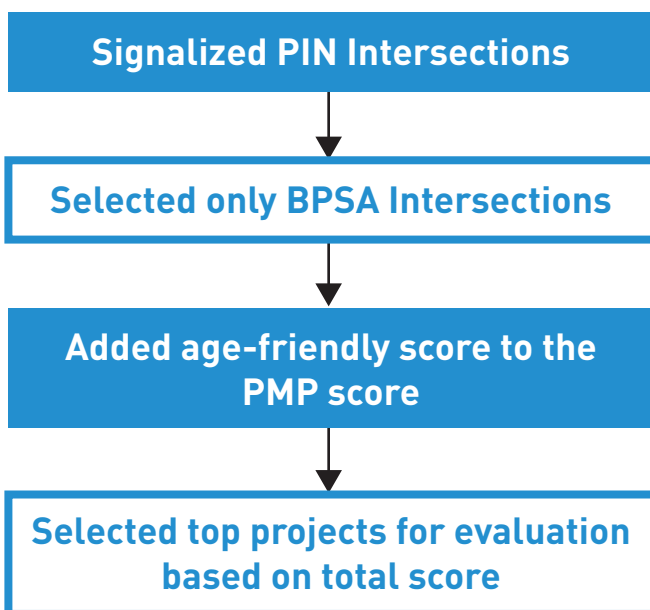 Signalized PIN Intersections
Selected only BPSA Intersections
Added age-friendly score to the
PMP score
Selected top projects for evaluation
based on total score